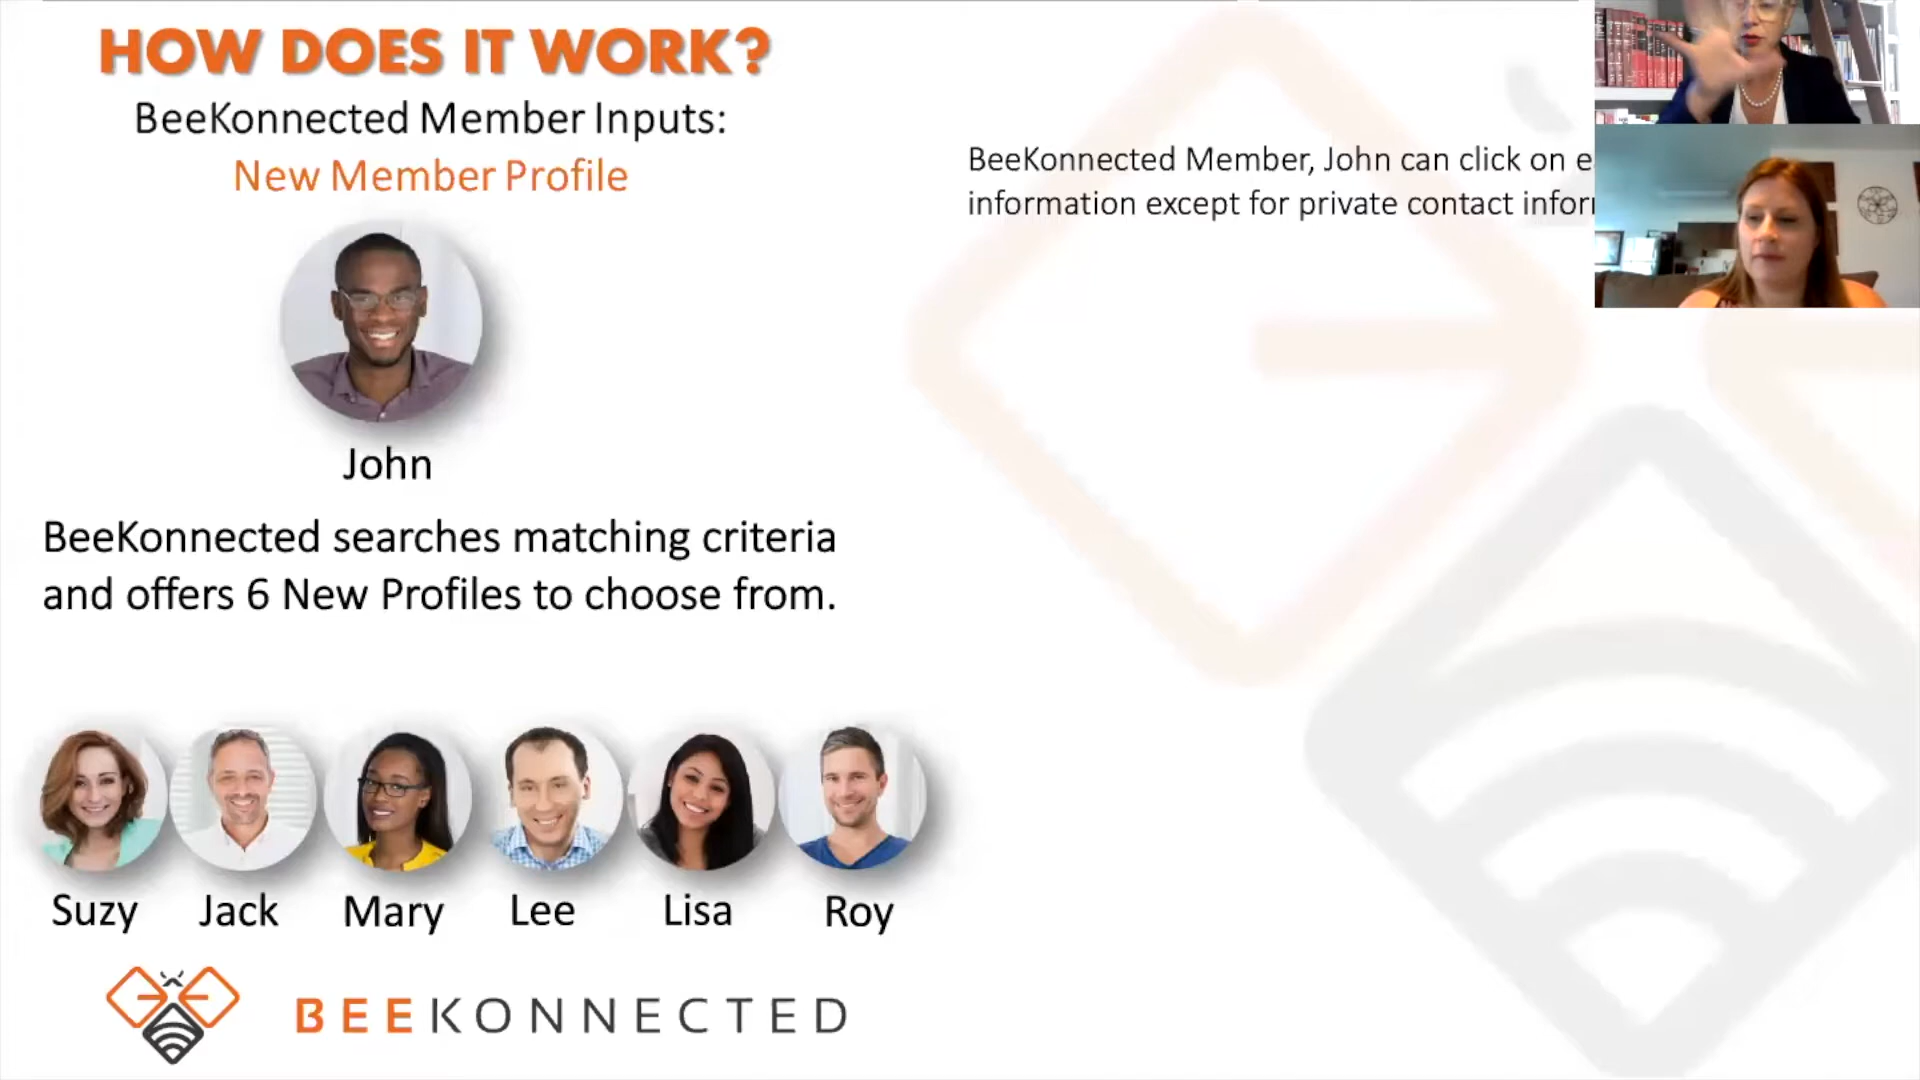 HOW DOES IT WORK?
BeeKonnected Member Inputs:
New Member Profile
John
BeeKonnected searches matching criteria
and offers 6 New Profiles to choose from.
Suzy Jack Mary Lee Lisa Roy
BEEKONNECTED
BeeKonnected Member, John can click on
information except for private contact